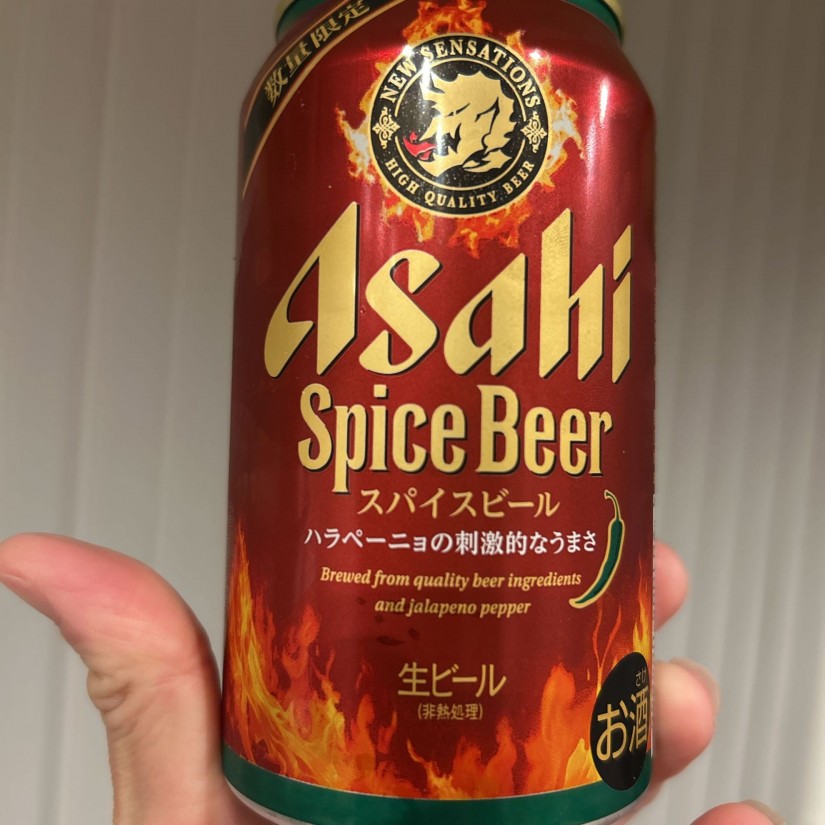 数量限定
NEW SENSATIONS
HIGH QUALITY BEER
Asahi
Spice Beer
スパイスビール
ハラペーニョの刺激的なうまさ
Brewed from quality beer ingredients
and jalapeno pepper
生ビール
(非熱処理)
さけ
お酒